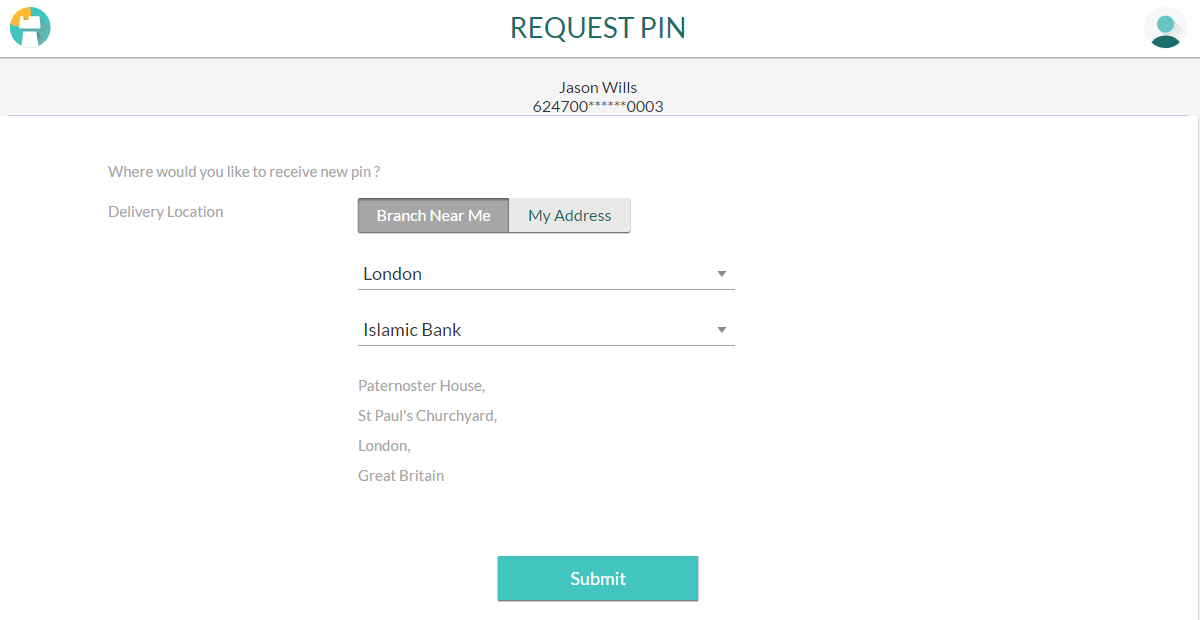 REQUEST PIN
Jason Wills
624700******0003
Where would you like to receive new pin ?
Delivery Location
Branch Near Me
My Address
London
Islamic Bank
Paternoster House,
St Paul's Churchyard,
London,
Great Britain
Submit